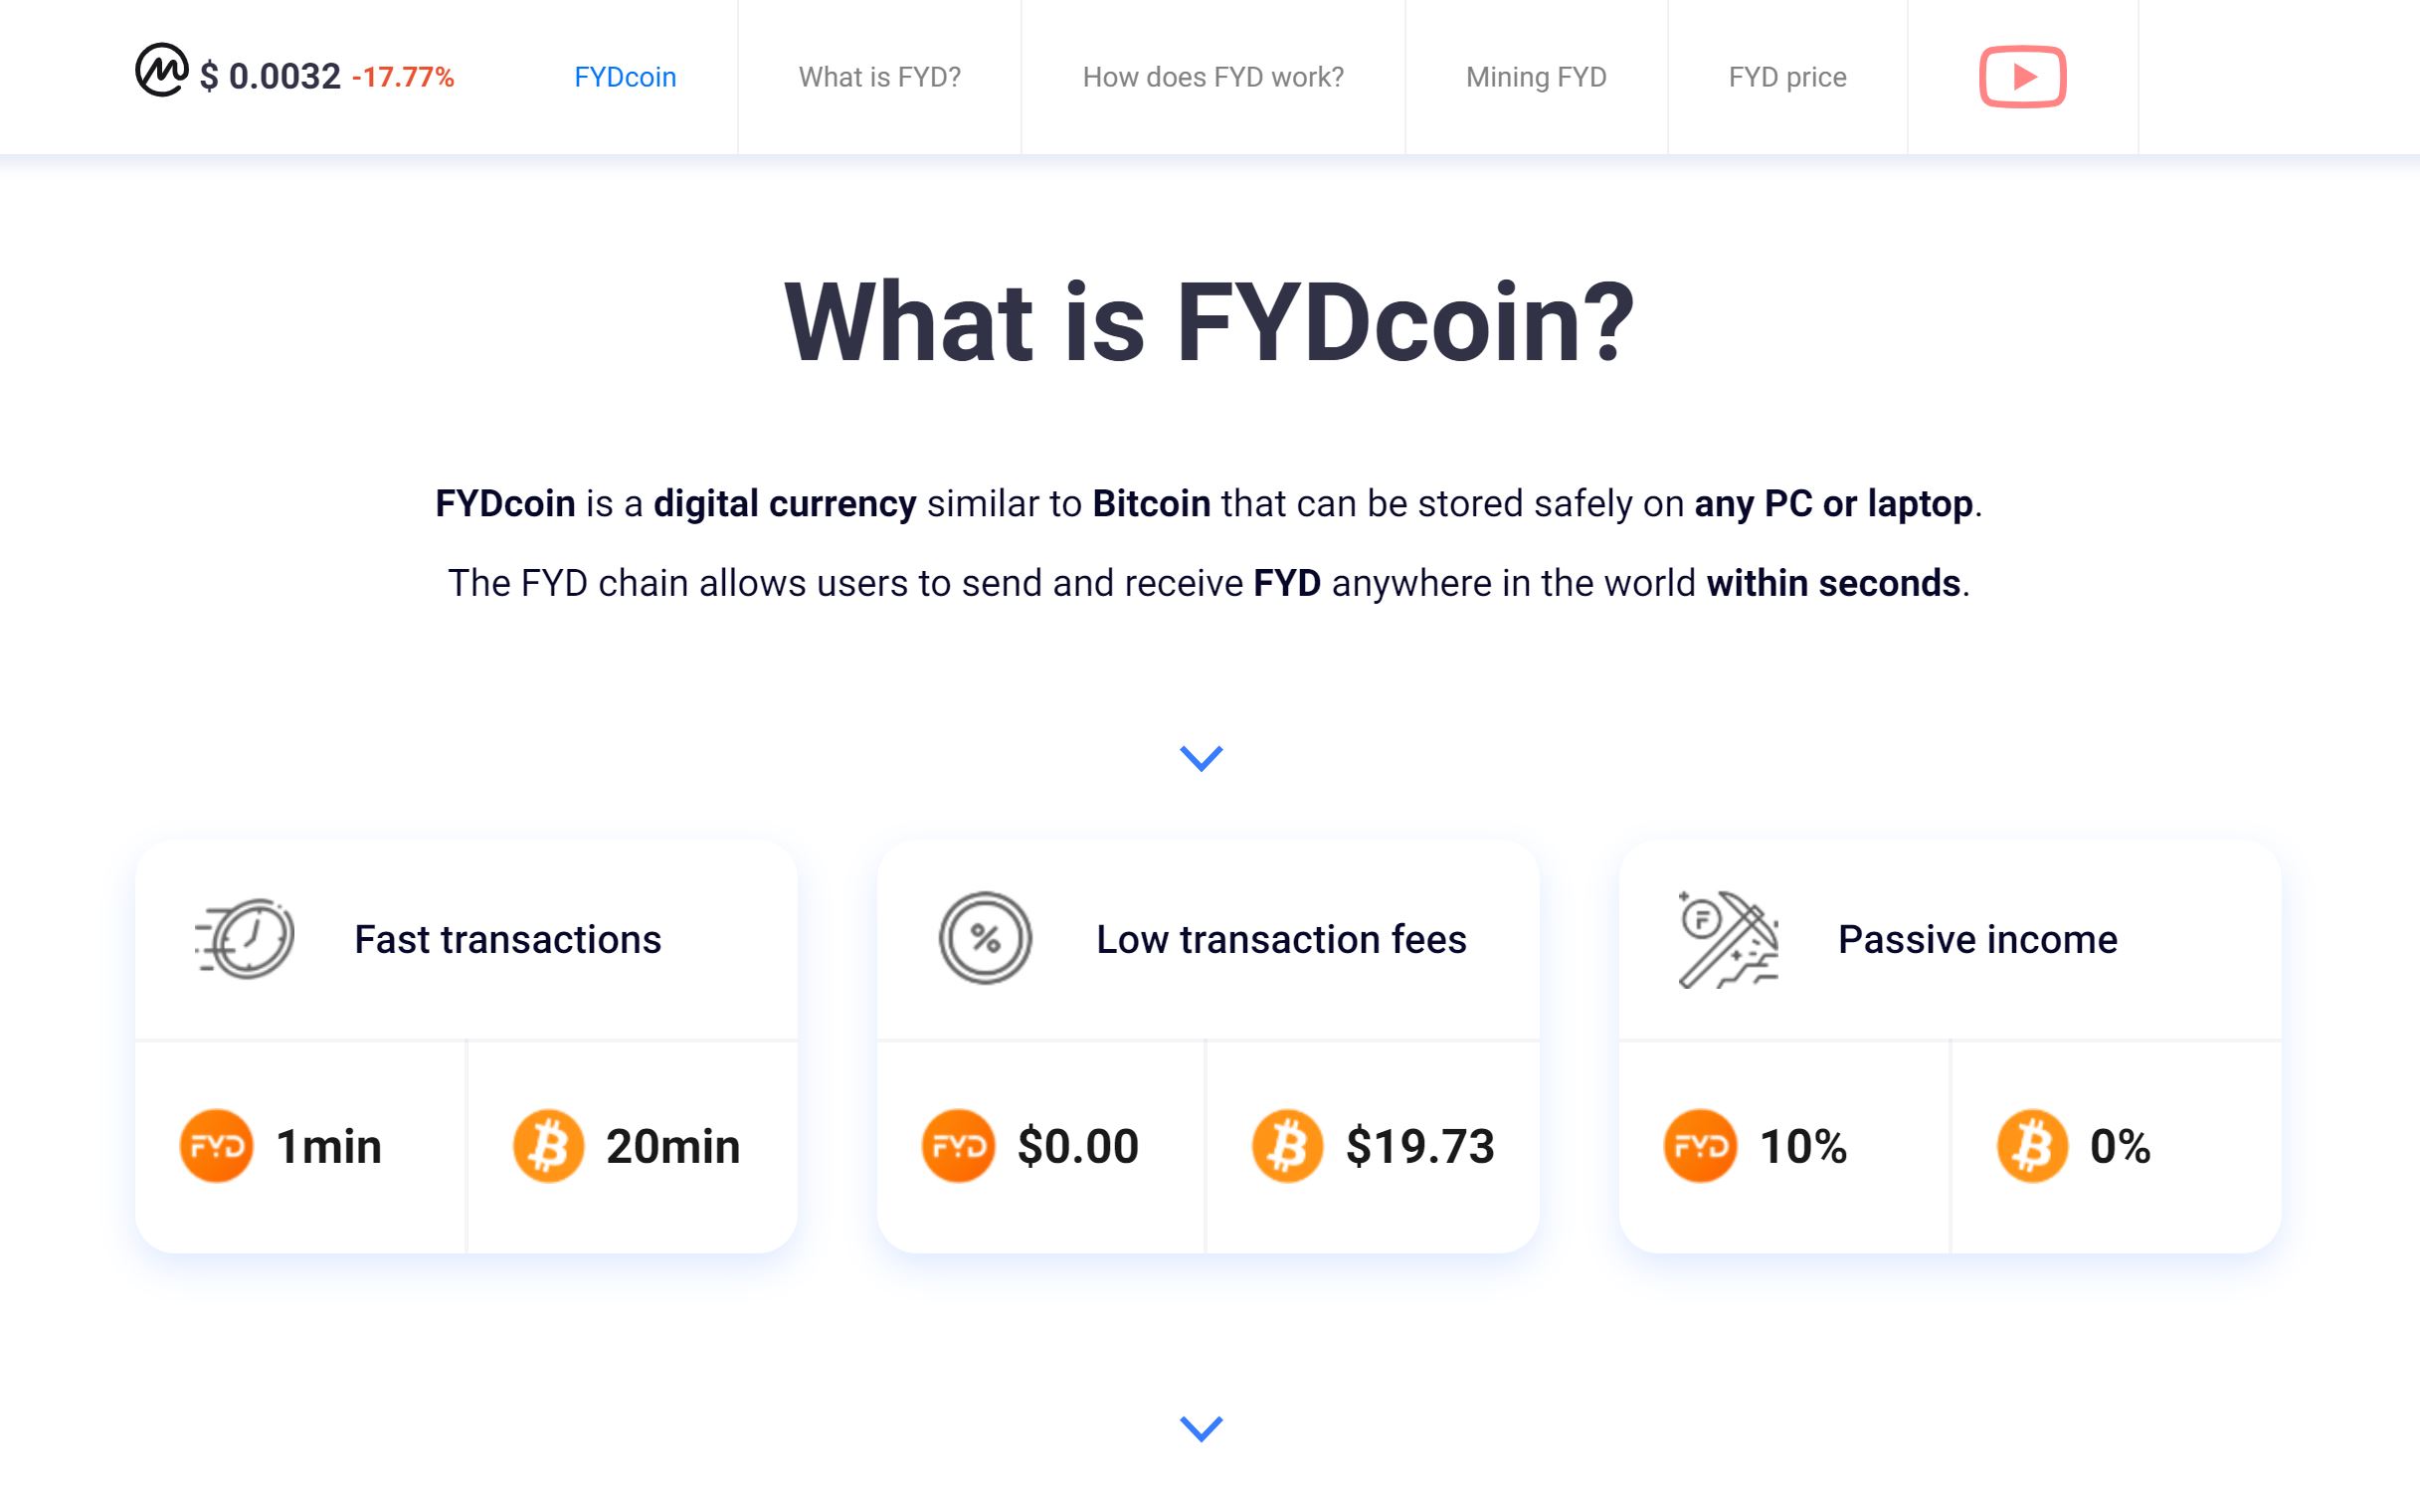 $ 0.0032 -17.77% FYDcoin What is FYD? How does FYD work? Mining FYD FYD price
What is FYDcoin?
FYDcoin is a digital currency similar to Bitcoin that can be stored safely on any PC or laptop.
The FYD chain allows users to send and receive FYD anywhere in the world within seconds.
Fast transactions
FYD 1min 20min
% Low transaction fees
FYD $0.00 $19.73
F Passive income
FYD 10% 0%